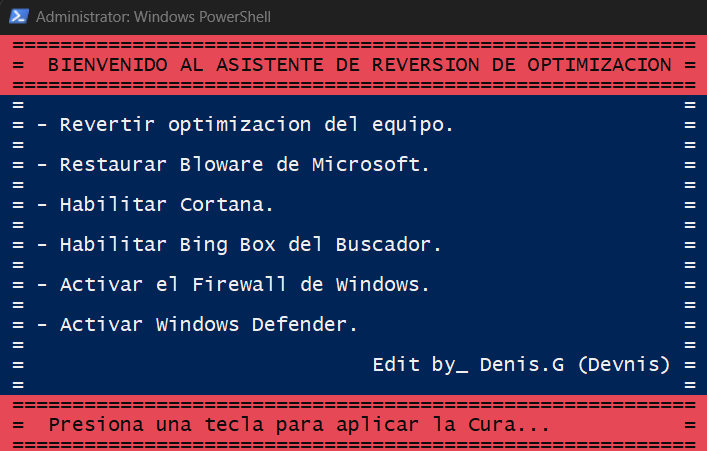 Administrator: Windows PowerShell
=========================================================
=  BIENVENIDO AL ASISTENTE DE REVERSION DE OPTIMIZACION =
=========================================================
=                                                       =
= - Revertir optimizacion del equipo.                   =
=                                                       =
= - Restaurar Bloware de Microsoft.                     =
=                                                       =
= - Habilitar Cortana.                                  =
=                                                       =
= - Habilitar Bing Box del Buscador.                    =
=                                                       =
= - Activar el Firewall de Windows.                     =
=                                                       =
= - Activar Windows Defender.                           =
=                                                       =
=                             Edit by_ Denis.G (Devnis) =
=                                                       =
=========================================================
=  Presiona una tecla para aplicar la Cura...           =
=========================================================